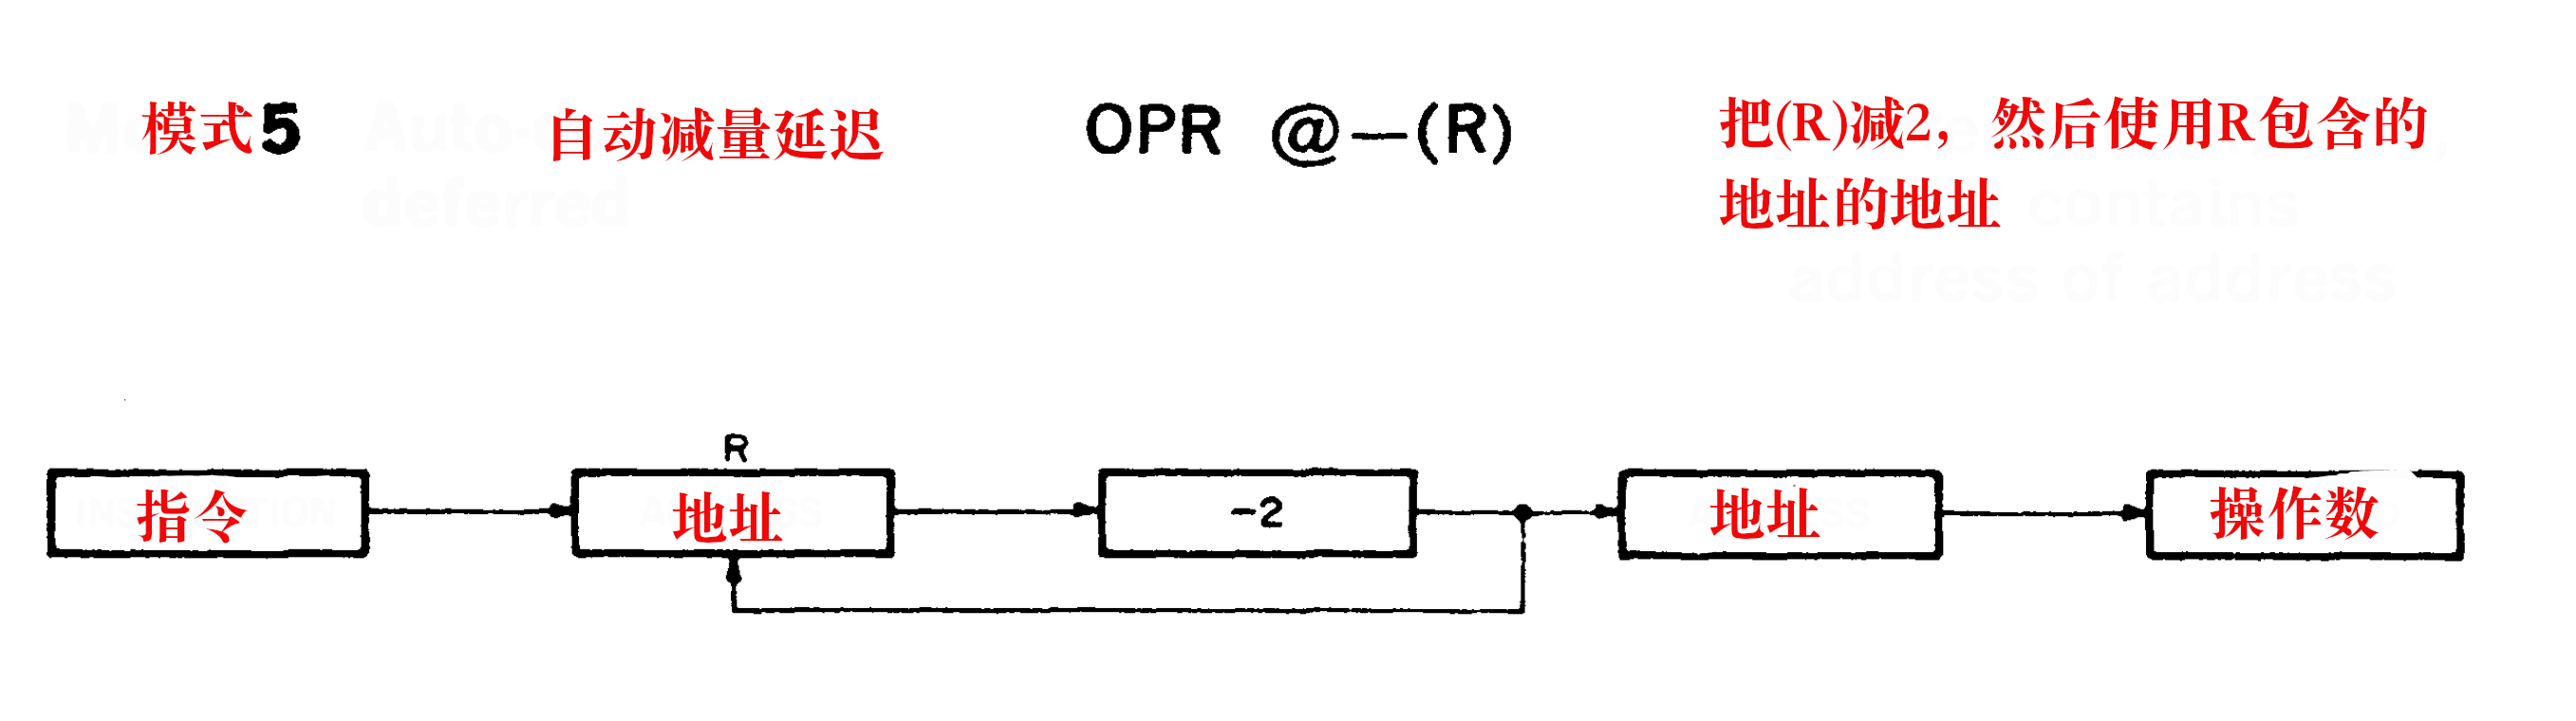 模式5 自动减量延迟 OPR @-(R) 把(R)减2，然后使用R包含的
地址的地址
R
指令 地址 -2 地址 操作数